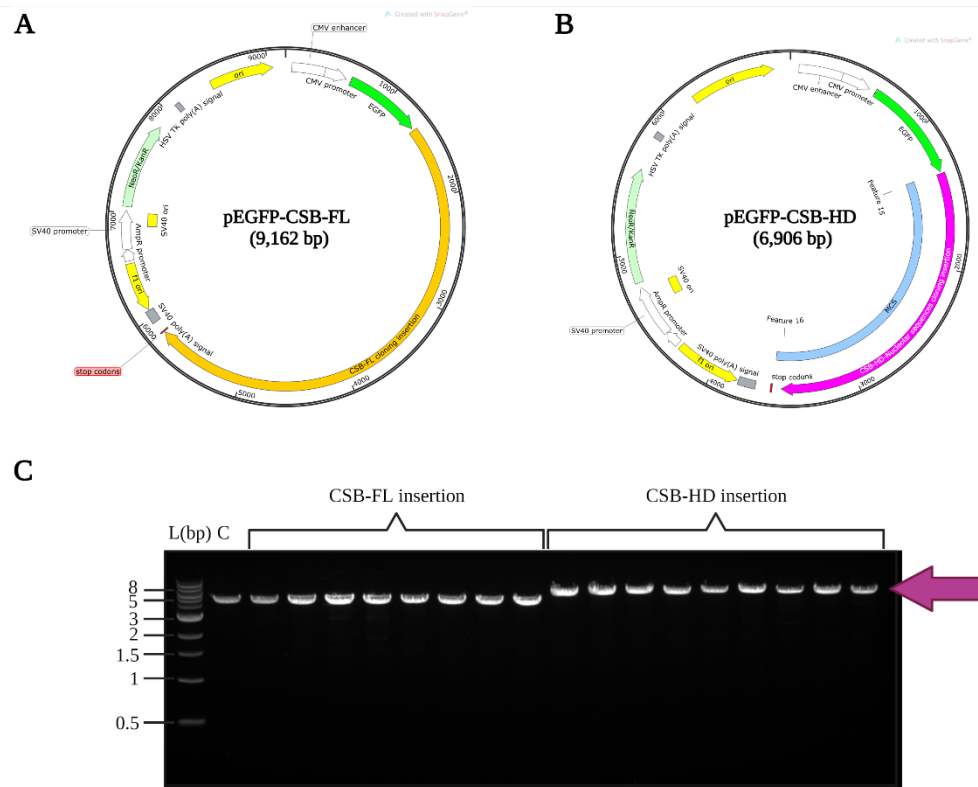 A
Created with SnapGene®
CMV enhancer
CMV promoter
1000
EGFP
2000
3000
CSB-FL cloning insertion
4000
5000
stop codons
6000
SV40 poly(A) signal
f1 ori
AmpR promoter
SV40 promoter
7000
SV40 ori
NeoR/KanR
8000
HSV TK poly(A) signal
ori
9000
pEGFP-CSB-FL
(9,162 bp)
B
Created with SnapGene®
CMV enhancer
CMV promoter
1000
EGFP
Feature 15
2000
CSB-HD-Nucleolar sequences cloning insertion
NCS
3000
Feature 16
stop codons
SV40 poly(A) signal
4000
f1 ori
AmpR promoter
SV40 promoter
SV40 ori
NeoR/KanR
HSV TK poly(A) signal
6000
ori
pEGFP-CSB-HD
(6,906 bp)
C
CSB-FL insertion
CSB-HD insertion
L(bp) C
8
5
3
2
1.5
1
0.5